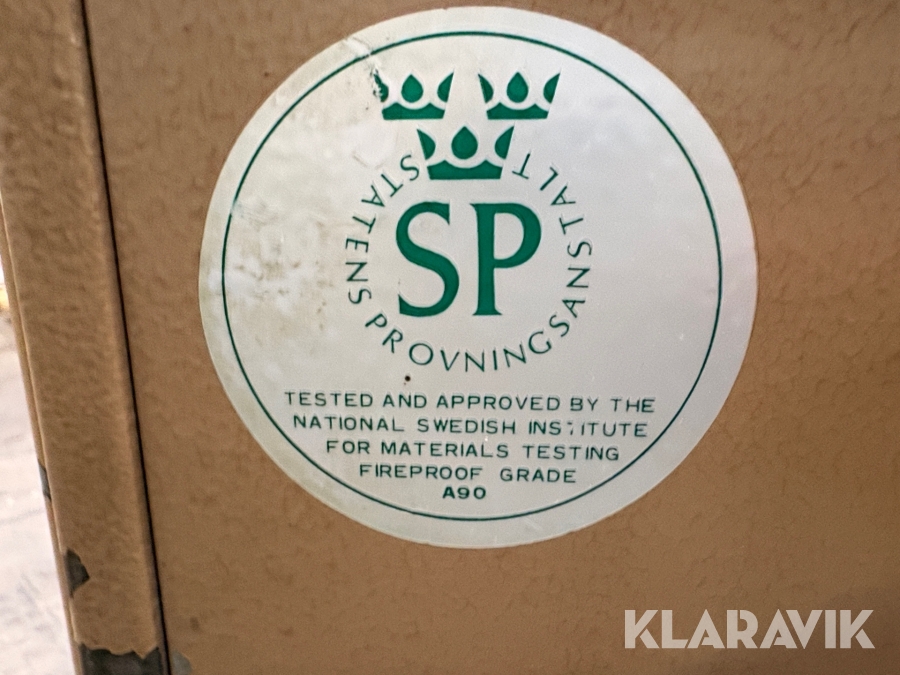 STATENS PROVNINGSANSTALT
SP
TESTED AND APPROVED BY THE
NATIONAL SWEDISH INSTITUTE
FOR MATERIALS TESTING
FIREPROOF GRADE
A90
KLARAVIK